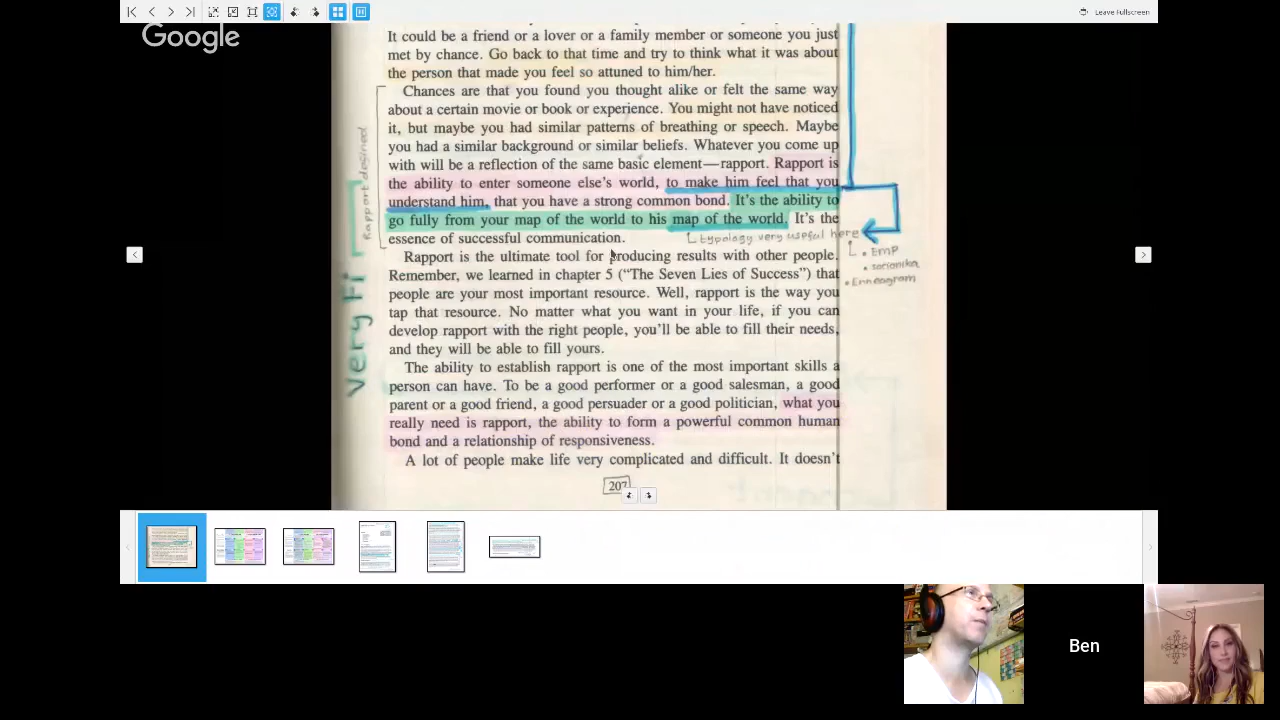 Leave Fullscreen
Google
It could be a friend or a lover or a family member or someone you just
met by chance. Go back to that time and try to think what it was about
the person that made you feel so attuned to him/her.
Chances are that you found you thought alike or felt the same way
about a certain movie or book or experience. You might not have noticed
it, but maybe you had similar patterns of breathing or speech. Maybe
you had a similar background or similar beliefs. Whatever you come up
with will be a reflection of the same basic element—rapport. Rapport is
the ability to enter someone else's world, to make him feel that you
understand him, that you have a strong common bond. It's the ability to
go fully from your map of the world to his map of the world. It's the
essence of successful communication.
typology very useful here
• Emp
• socionics
• Enneagram
Rapport defined
Very Fi
Rapport is the ultimate tool for producing results with other people.
Remember, we learned in chapter 5 (“The Seven Lies of Success”) that
people are your most important resource. Well, rapport is the way you
tap that resource. No matter what you want in your life, if you can
develop rapport with the right people, you'll be able to fill their needs,
and they will be able to fill yours.
The ability to establish rapport is one of the most important skills a
person can have. To be a good performer or a good salesman, a good
parent or a good friend, a good persuader or a good politician, what you
really need is rapport, the ability to form a powerful common human
bond and a relationship of responsiveness.
A lot of people make life very complicated and difficult. It doesn't
207
Ben